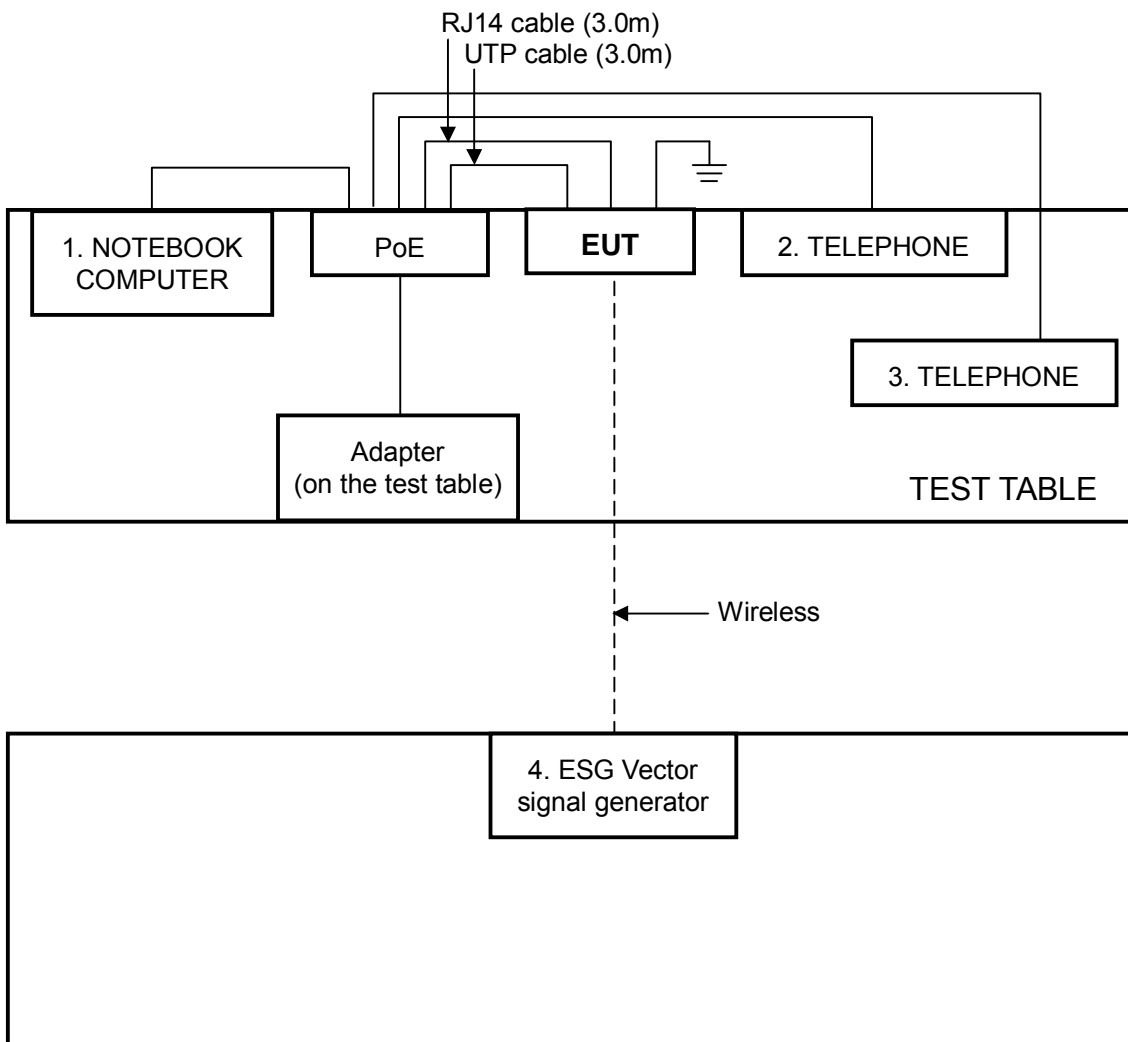 RJ14 cable (3.0m)
UTP cable (3.0m)
1. NOTEBOOK
COMPUTER
PoE
EUT
2. TELEPHONE
3. TELEPHONE
Adapter
(on the test table)
TEST TABLE
Wireless
4. ESG Vector
signal generator